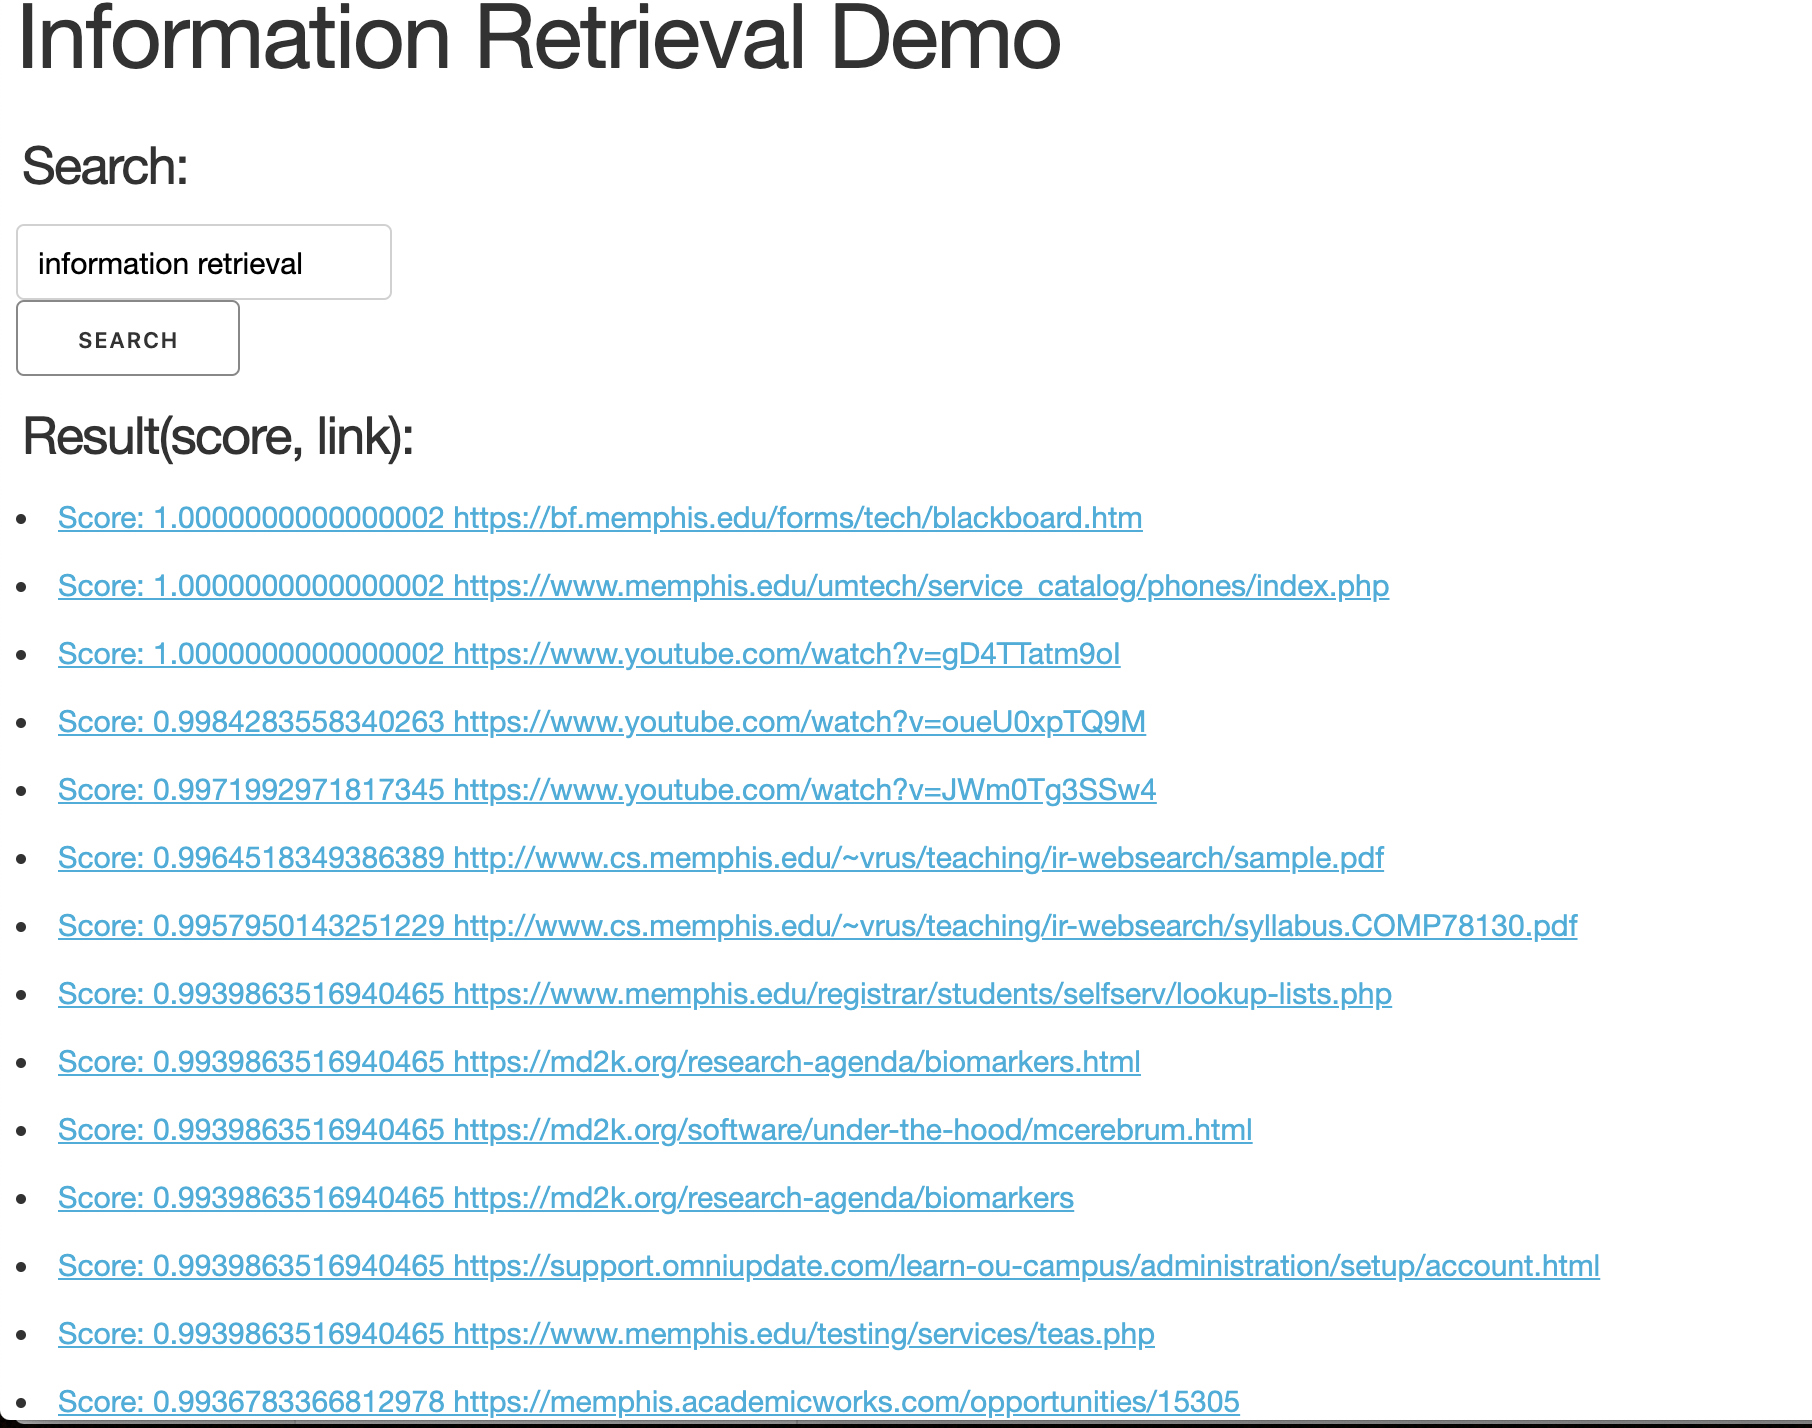 Information Retrieval Demo
Search:
information retrieval
SEARCH
Result(score, link):
Score: 1.0000000000000002 https://bf.memphis.edu/forms/tech/blackboard.htm
Score: 1.0000000000000002 https://www.memphis.edu/umtech/service_catalog/phones/index.php
Score: 1.0000000000000002 https://www.youtube.com/watch?v=gD4TTatm9oI
Score: 0.9984283558340263 https://www.youtube.com/watch?v=oueU0xpTQ9M
Score: 0.9971992971817345 https://www.youtube.com/watch?v=JWm0Tg3SSw4
Score: 0.9964518349386389 http://www.cs.memphis.edu/~vrus/teaching/ir-websearch/sample.pdf
Score: 0.9957950143251229 http://www.cs.memphis.edu/~vrus/teaching/ir-websearch/syllabus.COMP78130.pdf
Score: 0.9939863516940465 https://www.memphis.edu/registrar/students/selfserv/lookup-lists.php
Score: 0.9939863516940465 https://md2k.org/research-agenda/biomarkers.html
Score: 0.9939863516940465 https://md2k.org/software/under-the-hood/mcerebrum.html
Score: 0.9939863516940465 https://md2k.org/research-agenda/biomarkers
Score: 0.9939863516940465 https://support.omniupdate.com/learn-ou-campus/administration/setup/account.html
Score: 0.9939863516940465 https://www.memphis.edu/testing/services/teas.php
Score: 0.9936783366812978 https://memphis.academicworks.com/opportunities/15305